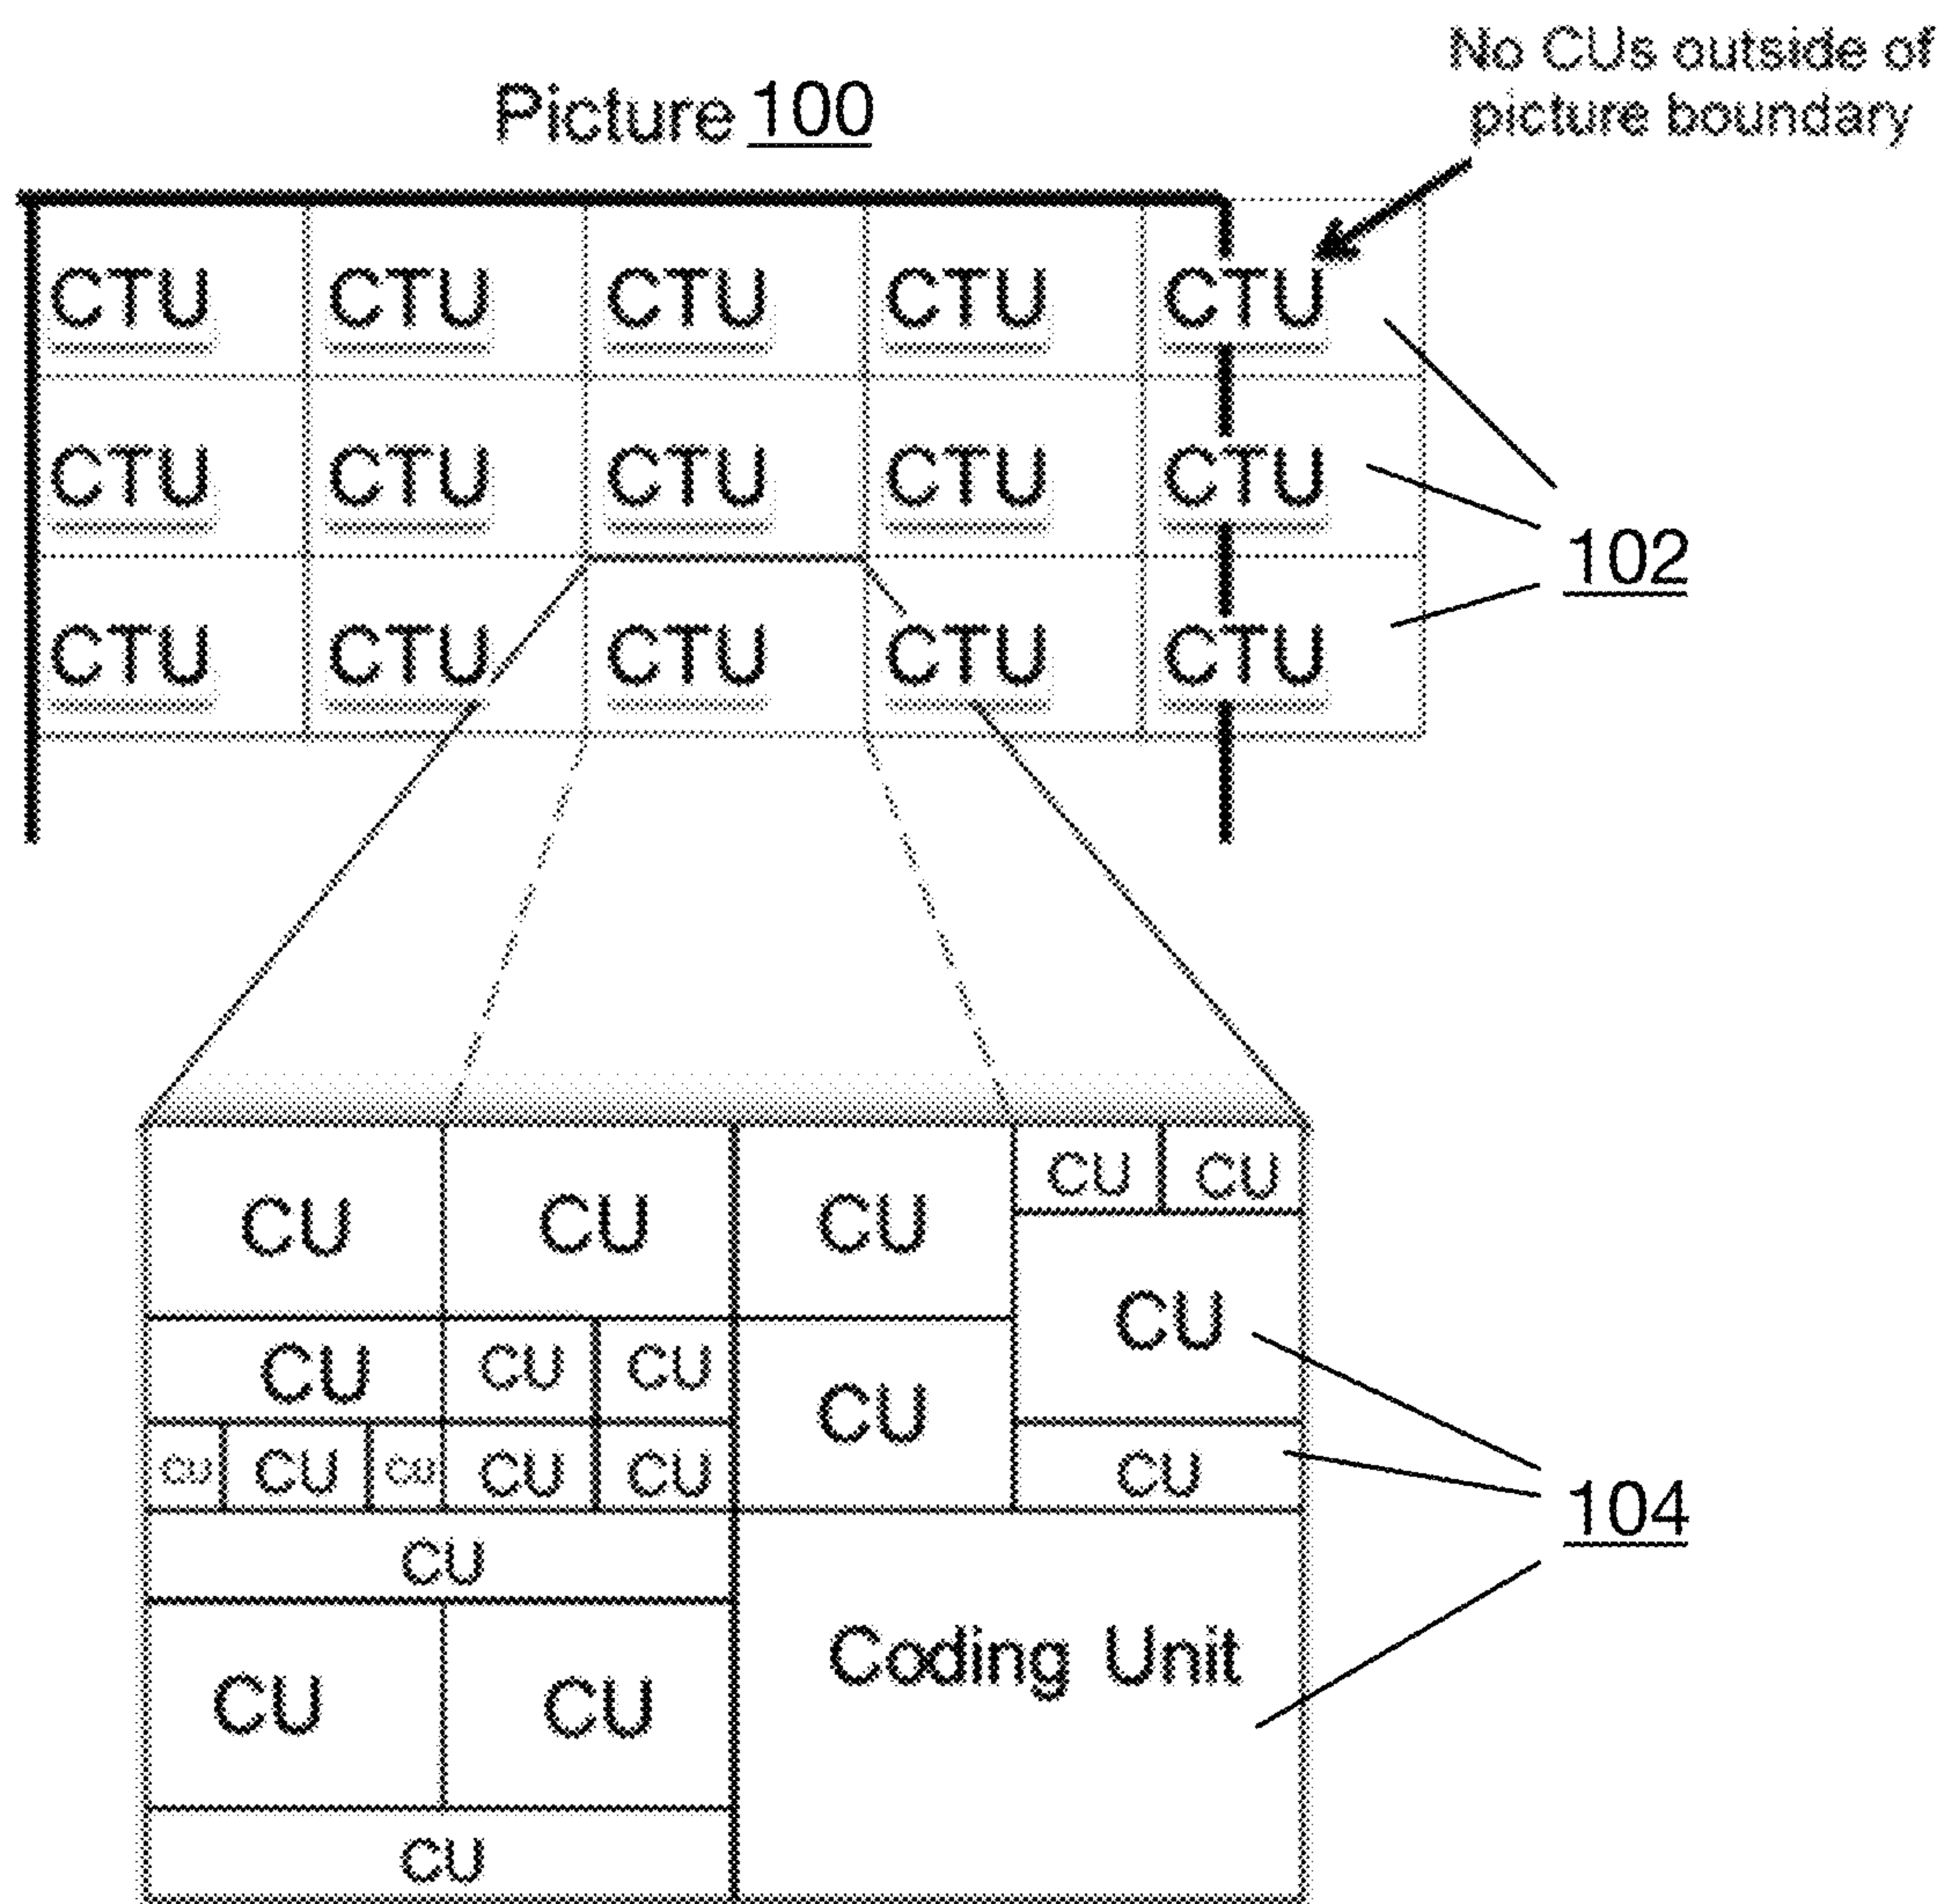 No CUs outside of
picture boundary
Picture 100
CTU CTU CTU CTU CTU
CTU CTU CTU CTU CTU
102
CTU CTU CTU CTU CTU
CU CU
CU CU CU
CU
CU CU CU
CU
CU CU CU CU CU
CU
104
CU
Coding Unit
CU CU
CU